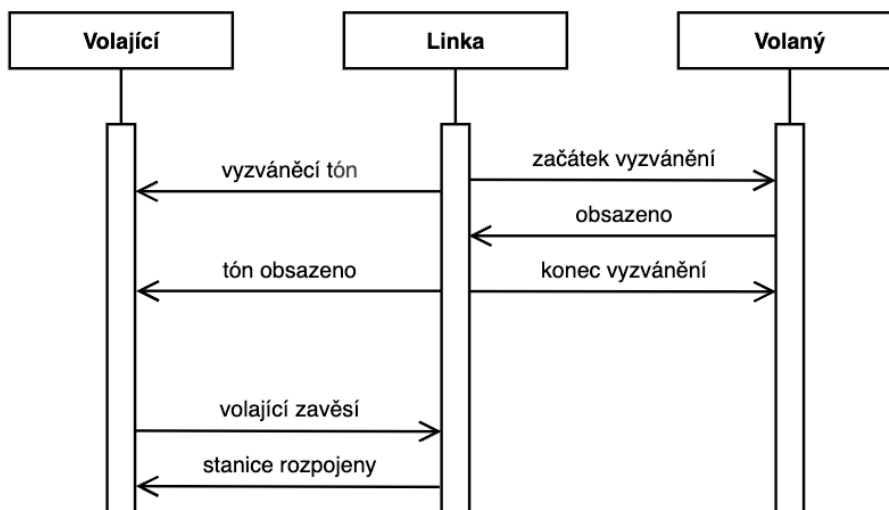 Volající
Linka
Volaný
začátek vyzvánění
vyzváněcí tón
obsazeno
tón obsazeno
konec vyzvánění
volající zavěsí
stanice rozpojeny